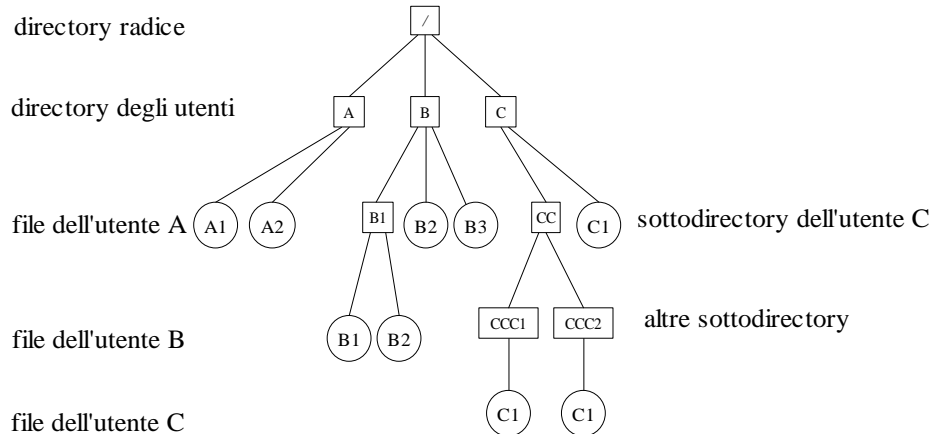 directory radice
/
directory degli utenti
A
B
C
file dell'utente A
A1
A2
B1
B2
B3
CC
C1
sottodirectory dell'utente C
file dell'utente B
B1
B2
CCC1
CCC2
altre sottodirectory
file dell'utente C
C1
C1